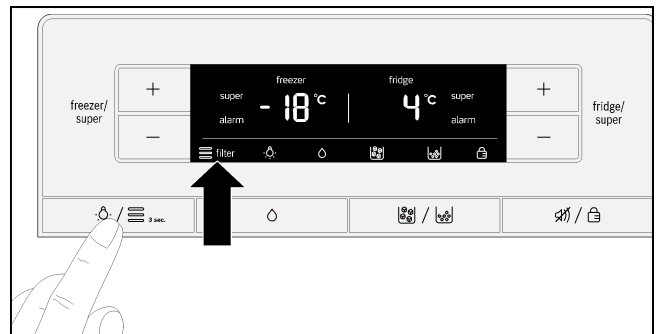 freezer
fridge
super
- 18 °C
4 °C
super
alarm
alarm
filter
freezer/
super
+
−
+
−
fridge/
super
/ 3 sec.
/
/